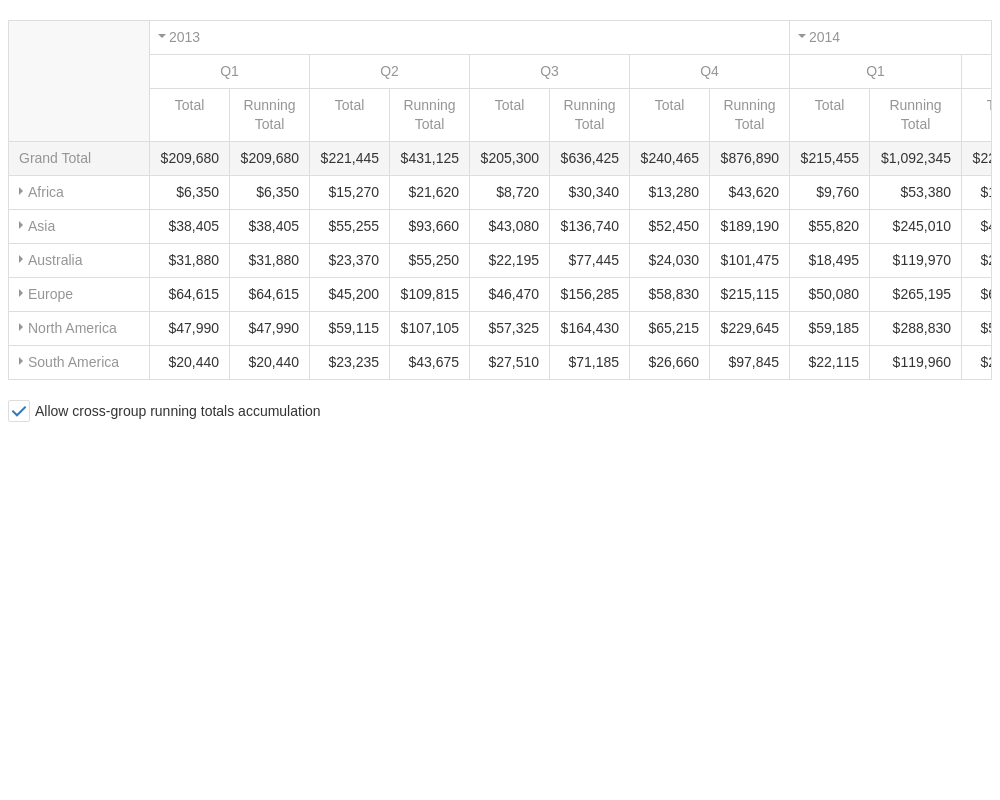 2013 2014
Q1 Q2 Q3 Q4 Q1
Total Running Total Total Running Total Total Running Total Total Running Total Total Running Total
Grand Total $209,680 $209,680 $221,445 $431,125 $205,300 $636,425 $240,465 $876,890 $215,455 $1,092,345
Africa $6,350 $6,350 $15,270 $21,620 $8,720 $30,340 $13,280 $43,620 $9,760 $53,380
Asia $38,405 $38,405 $55,255 $93,660 $43,080 $136,740 $52,450 $189,190 $55,820 $245,010
Australia $31,880 $31,880 $23,370 $55,250 $22,195 $77,445 $24,030 $101,475 $18,495 $119,970
Europe $64,615 $64,615 $45,200 $109,815 $46,470 $156,285 $58,830 $215,115 $50,080 $265,195
North America $47,990 $47,990 $59,115 $107,105 $57,325 $164,430 $65,215 $229,645 $59,185 $288,830
South America $20,440 $20,440 $23,235 $43,675 $27,510 $71,185 $26,660 $97,845 $22,115 $119,960
Allow cross-group running totals accumulation